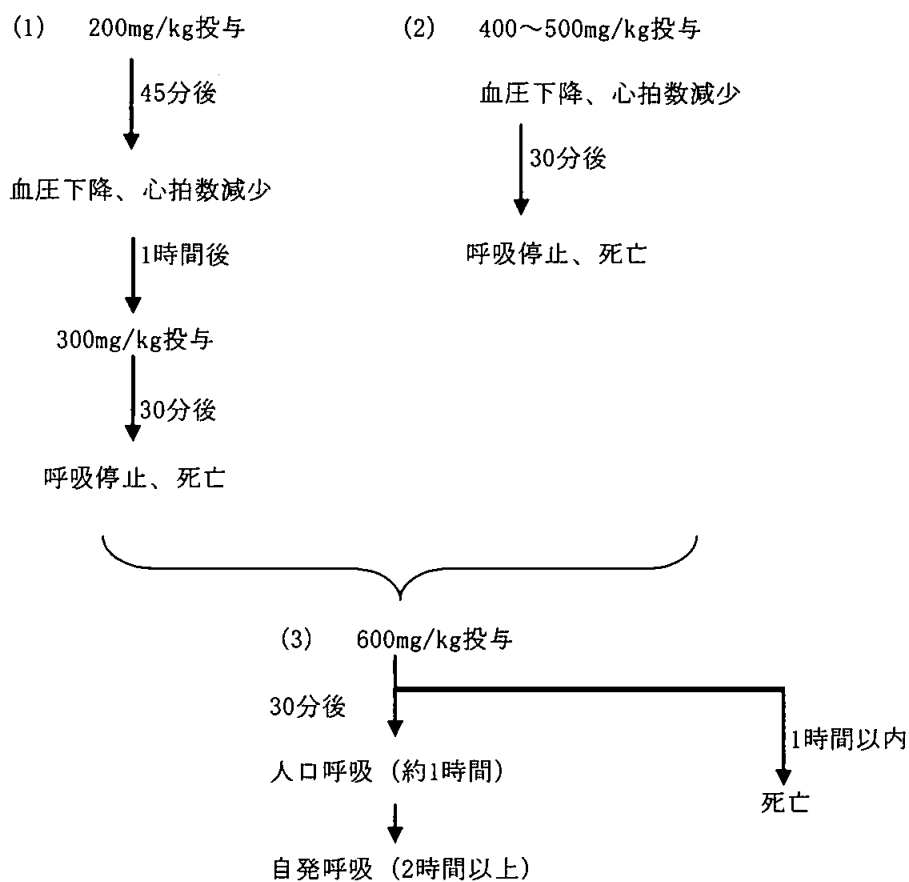 (1) 200mg/kg投与
45分後
血圧下降、心拍数減少
1時間後
300mg/kg投与
30分後
呼吸停止、死亡
(2) 400～500mg/kg投与
血圧下降、心拍数減少
30分後
呼吸停止、死亡
(3) 600mg/kg投与
30分後
人口呼吸 (約1時間)
自発呼吸 (2時間以上)
1時間以内
死亡